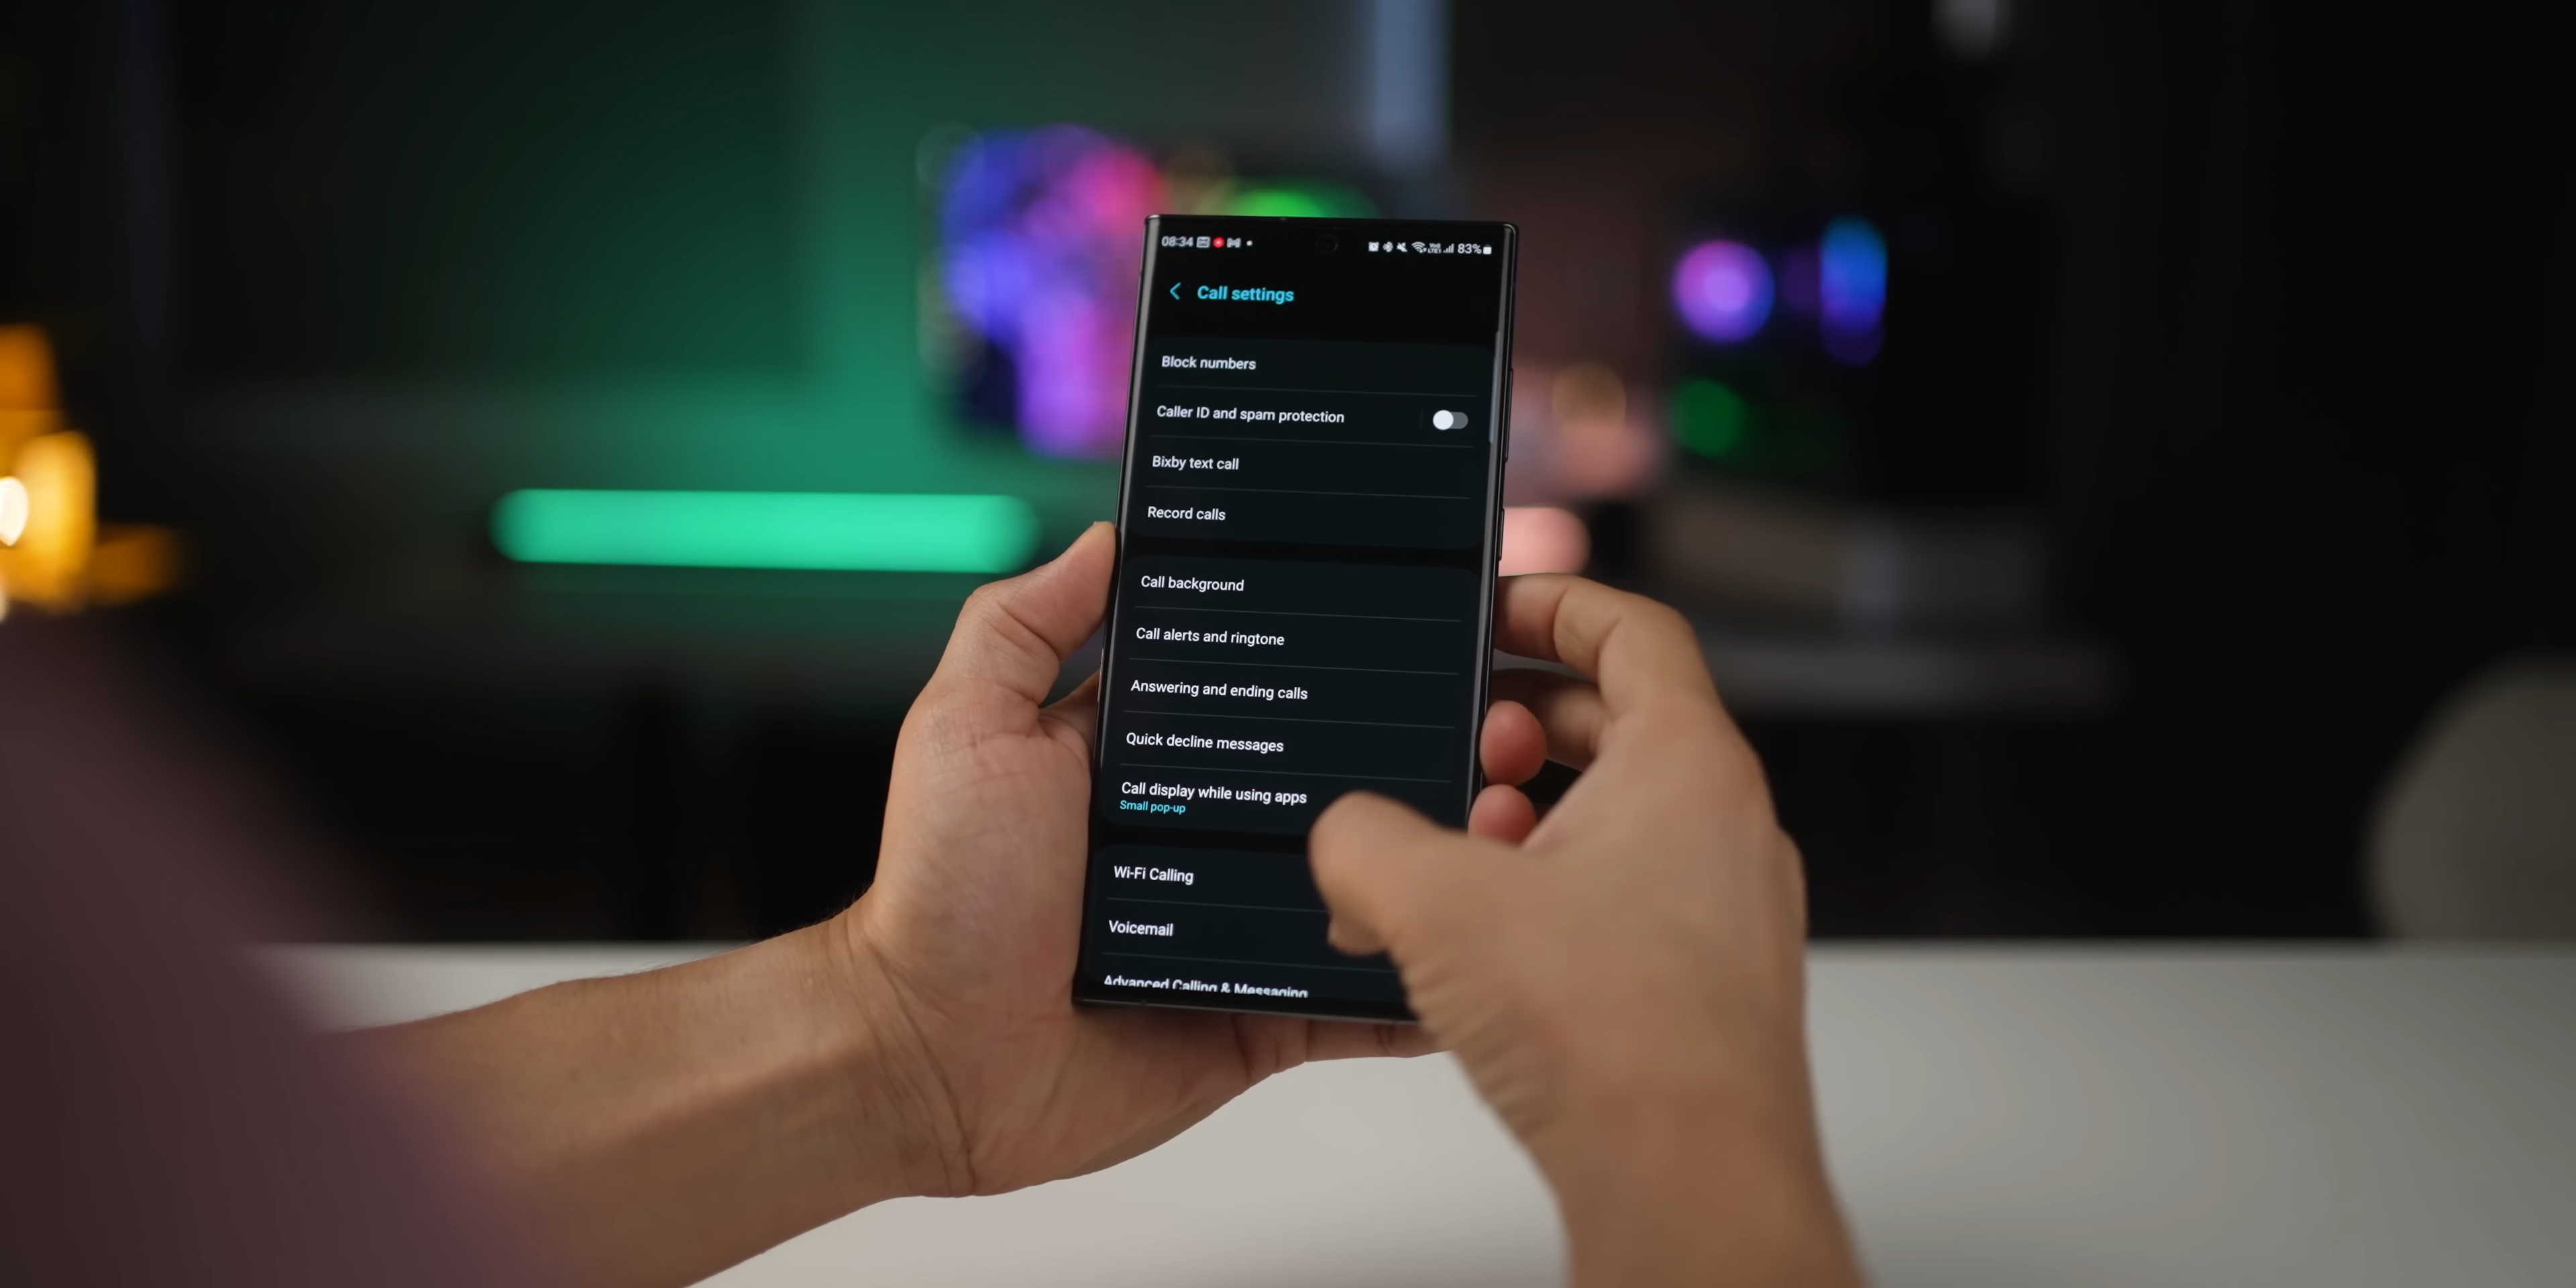 08:34
83%
Call settings
Block numbers
Caller ID and spam protection
Bixby text call
Record calls
Call background
Call alerts and ringtone
Answering and ending calls
Quick decline messages
Call display while using apps
Small pop-up
Wi-Fi Calling
Voicemail
Advanced Calling & Messaging